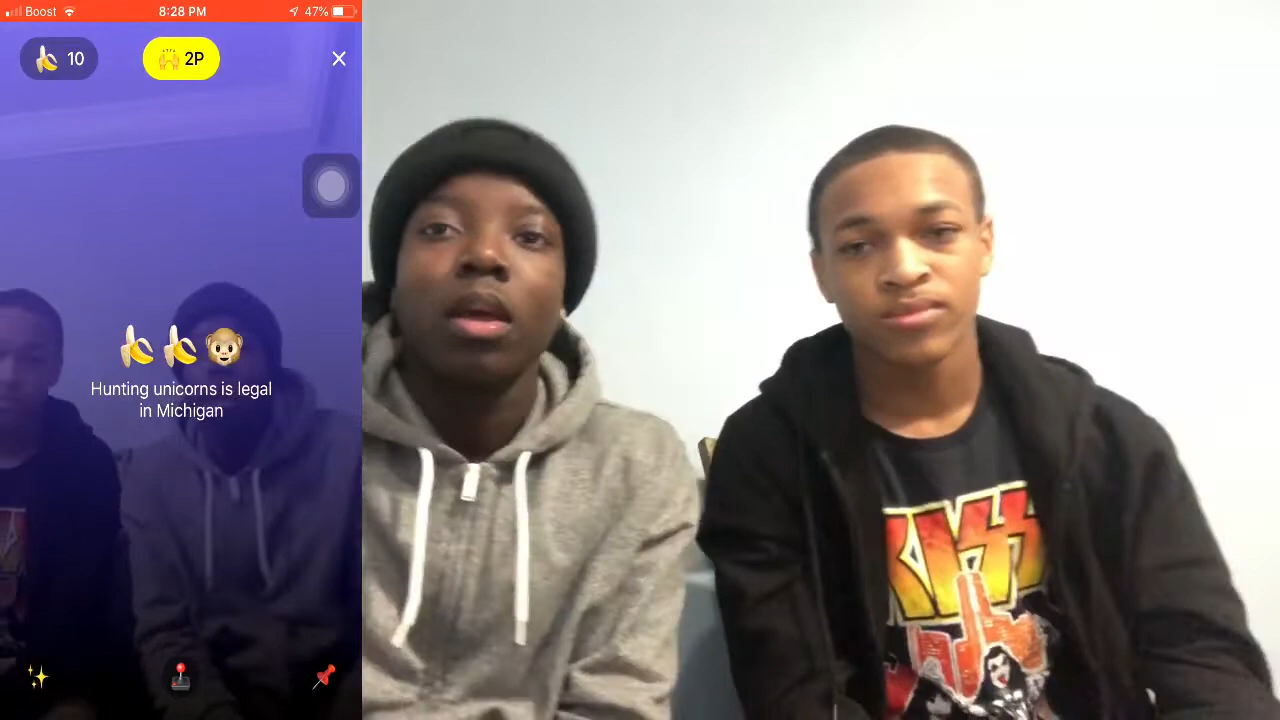 Boost
8:28 PM
47%
10
2P
Hunting unicorns is legal
in Michigan
KISS